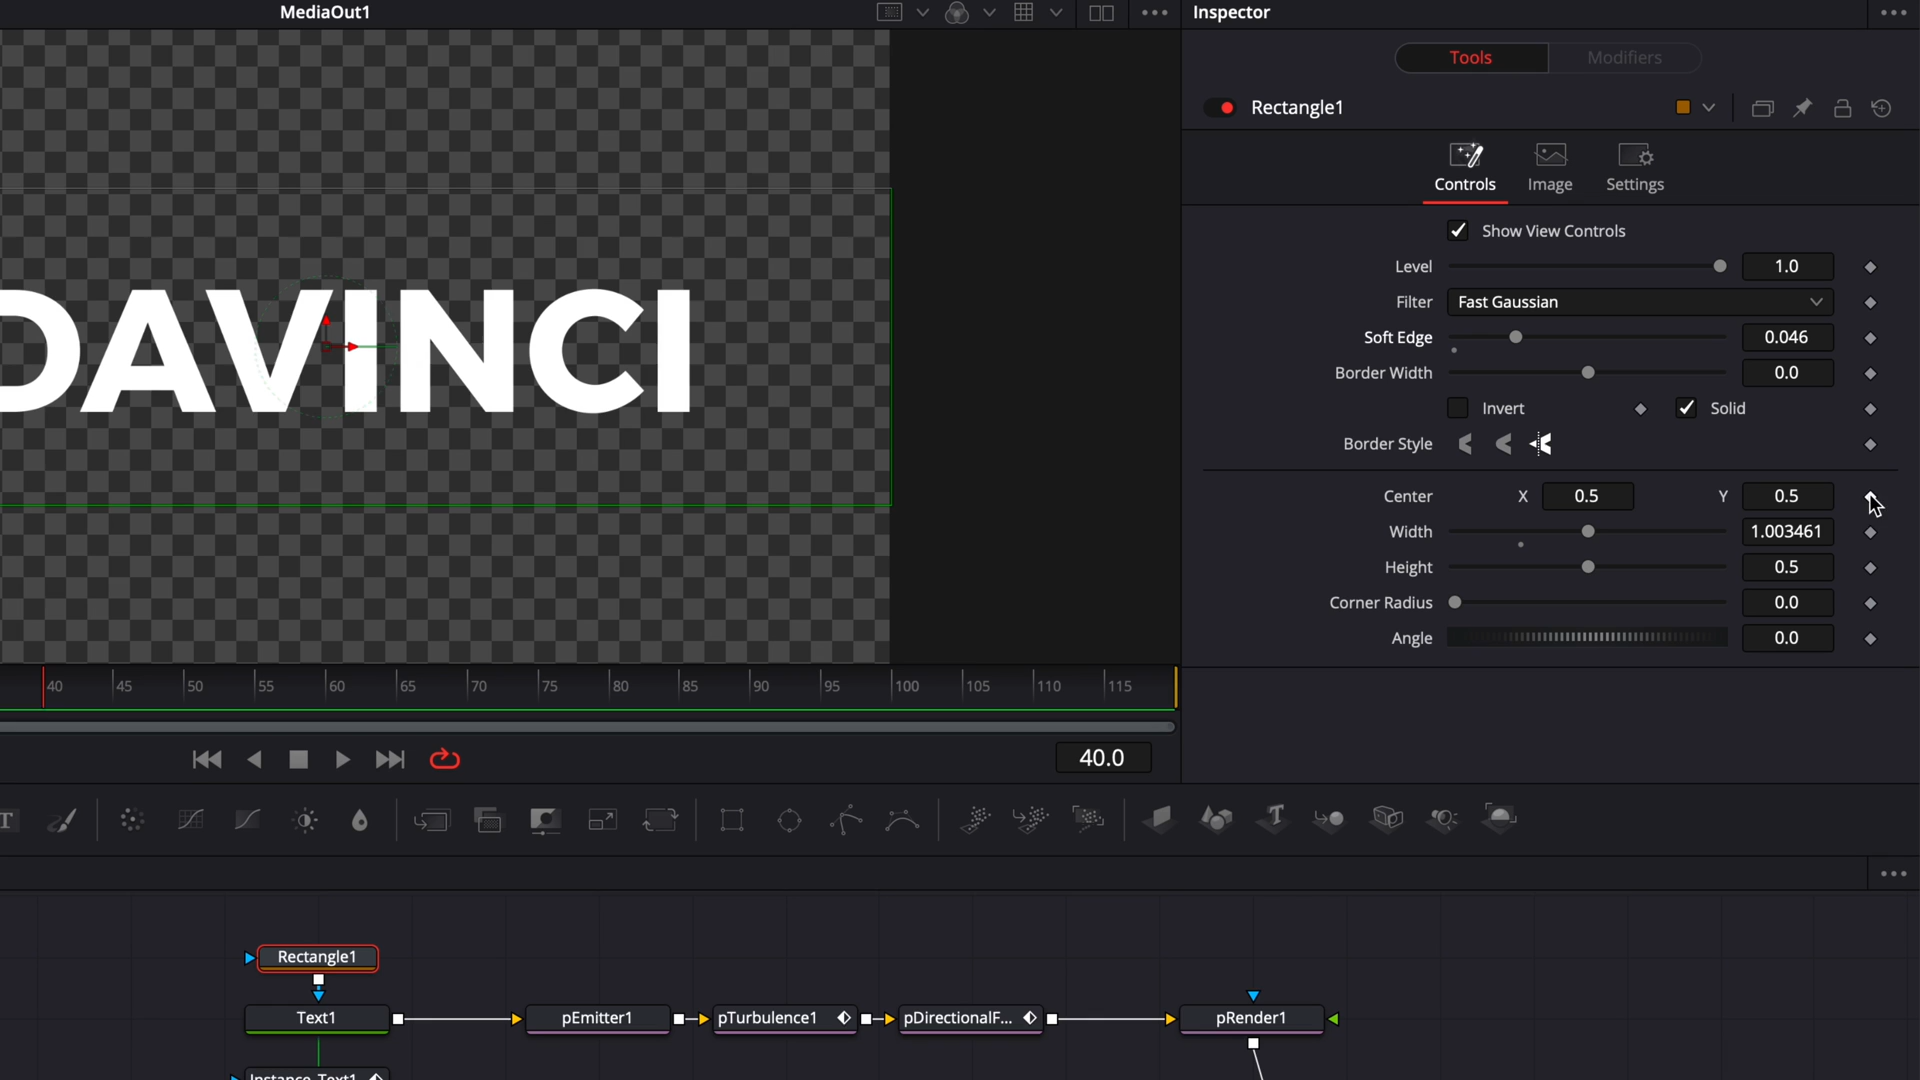 MediaOut1
Inspector
Tools
Modifiers
Rectangle1
Controls
Image
Settings
Show View Controls
Level 1.0
Filter Fast Gaussian
Soft Edge 0.046
Border Width 0.0
Invert Solid
Border Style
Center X 0.5 Y 0.5
Width 1.003461
Height 0.5
Corner Radius 0.0
Angle 0.0
DAVINCI
40 45 50 55 60 65 70 75 80 85 90 95 100 105 110 115
40.0
T
T
Rectangle1
Text1
pEmitter1
pTurbulence1
pDirectionalF...
pRender1
Instance_Text1